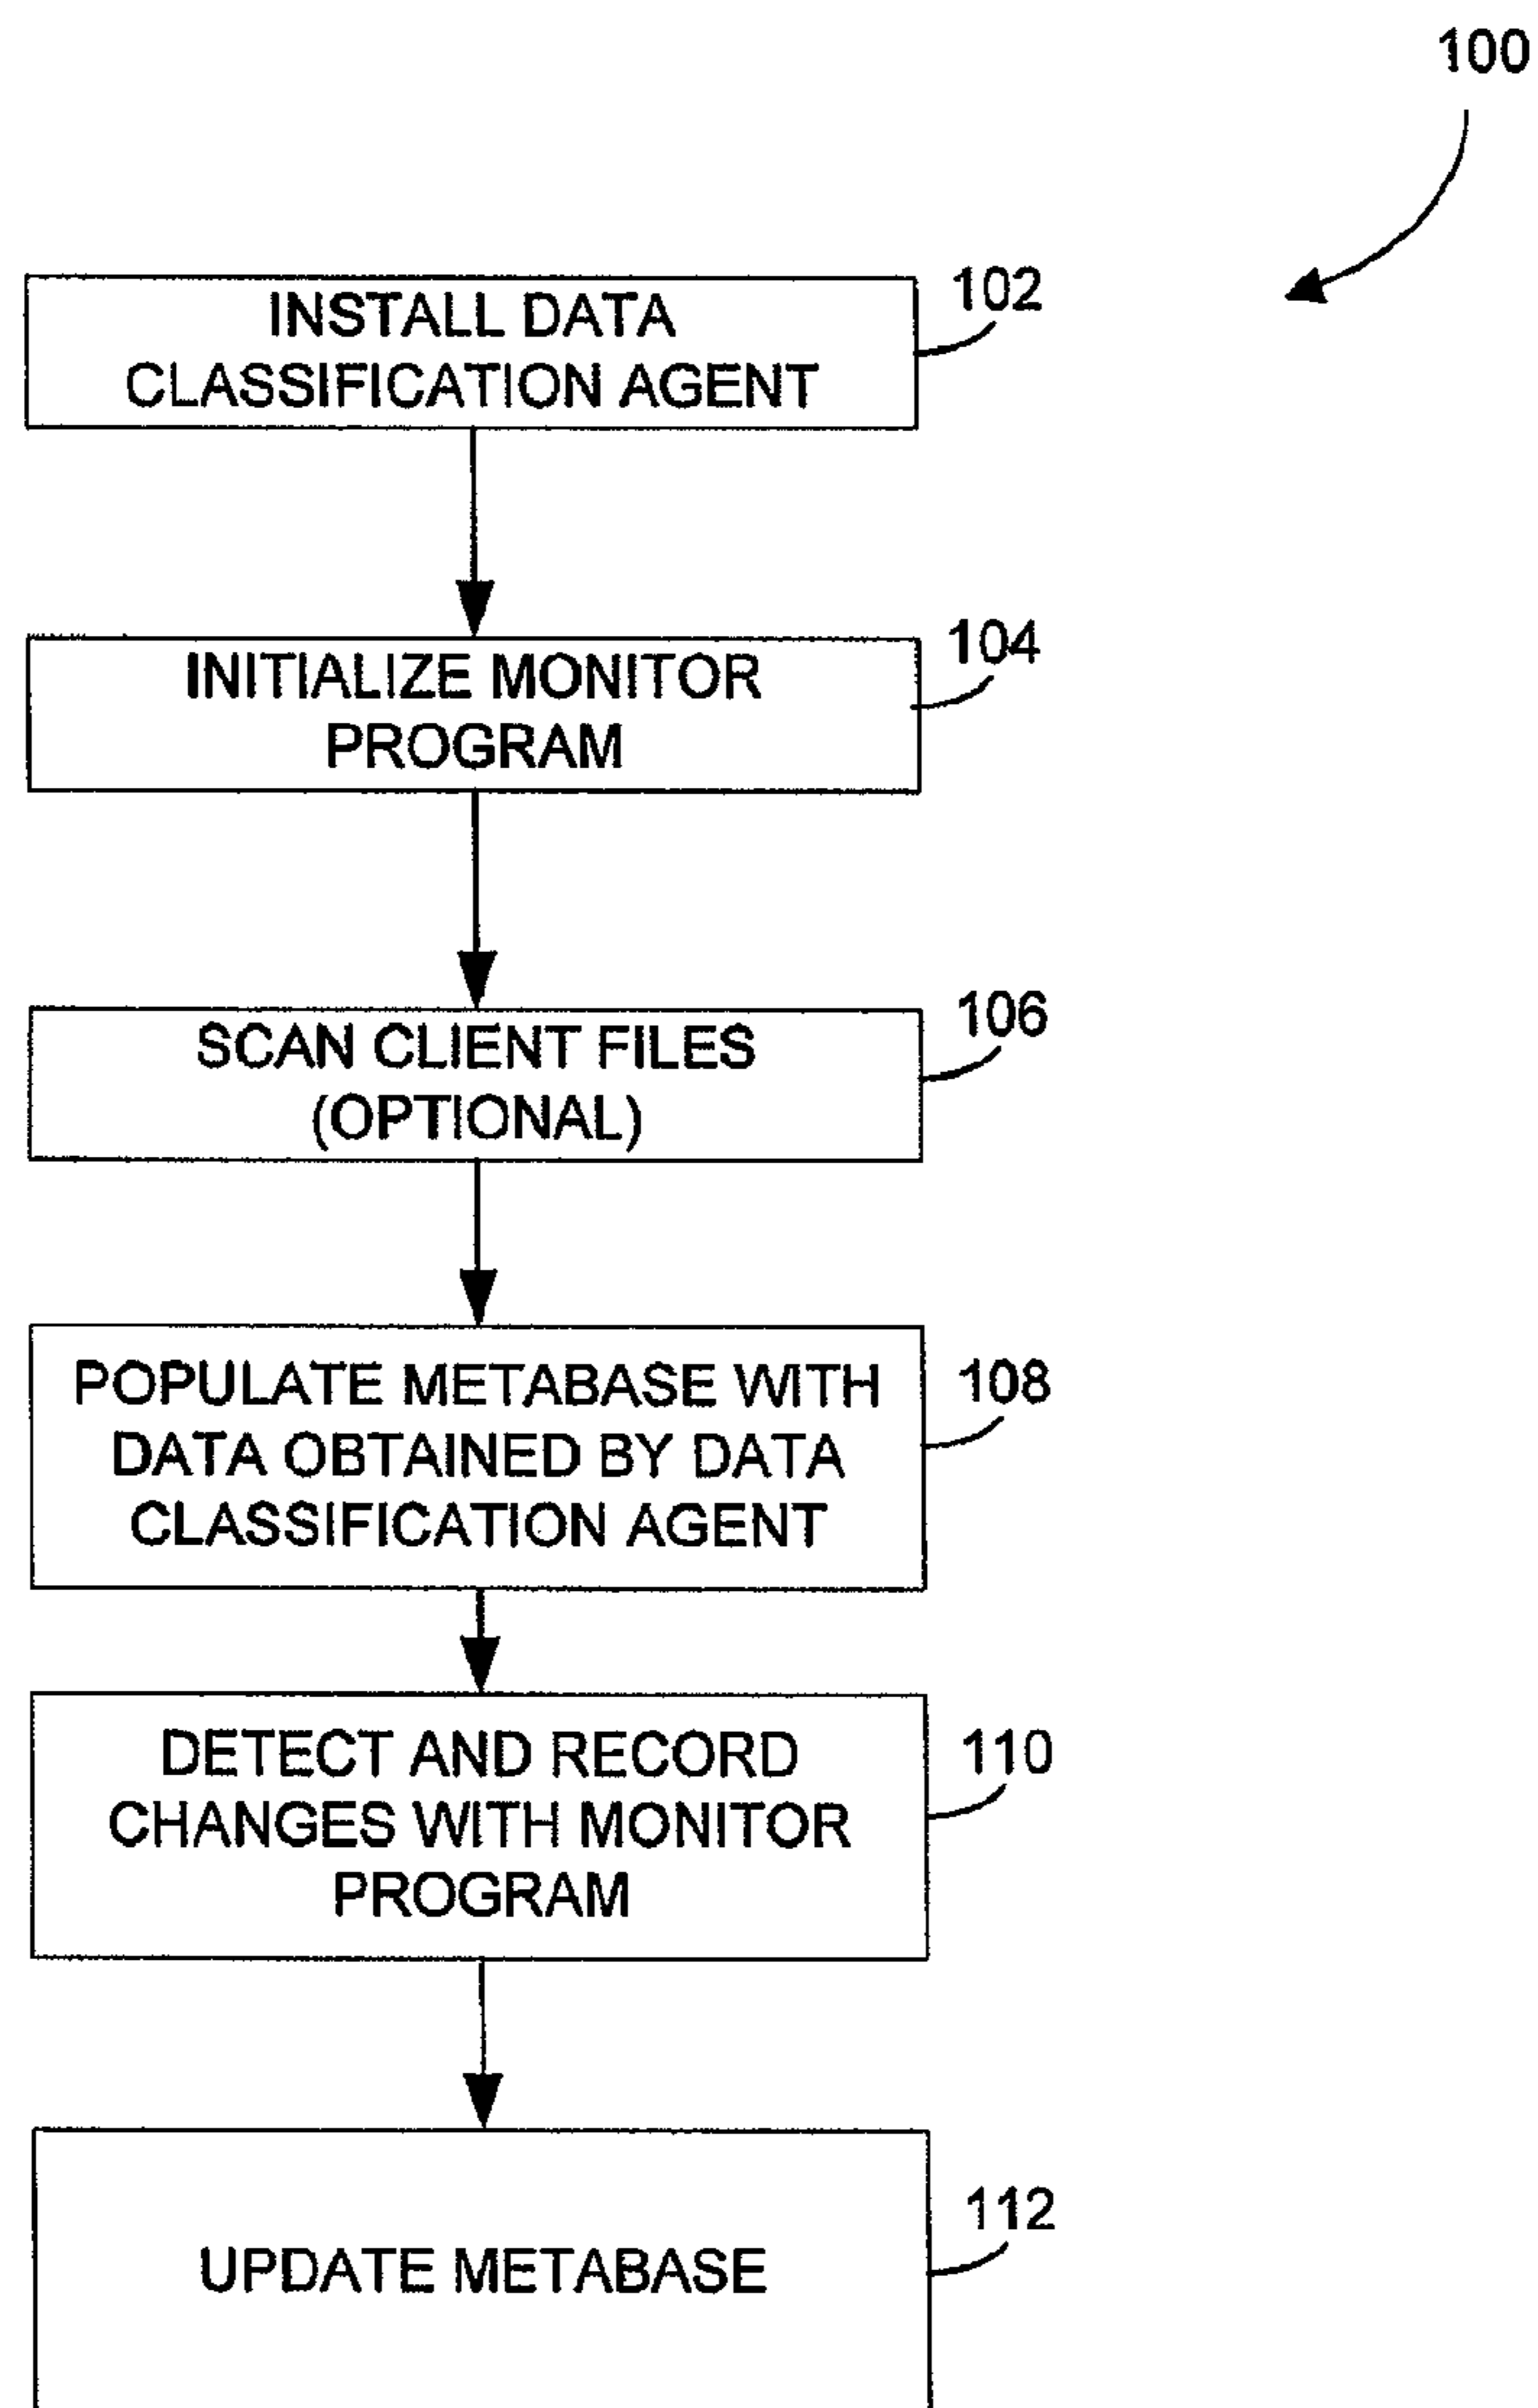 100
INSTALL DATA
CLASSIFICATION AGENT
102
INITIALIZE MONITOR
PROGRAM
104
SCAN CLIENT FILES
(OPTIONAL)
106
POPULATE METABASE WITH
DATA OBTAINED BY DATA
CLASSIFICATION AGENT
108
DETECT AND RECORD
CHANGES WITH MONITOR
PROGRAM
110
UPDATE METABASE
112